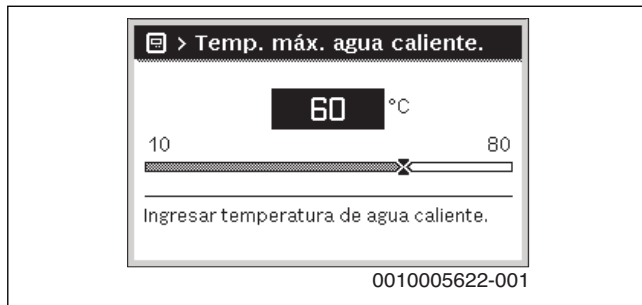 > Temp. máx. agua caliente.
60 °C
10 80
Ingresar temperatura de agua caliente.
0010005622-001